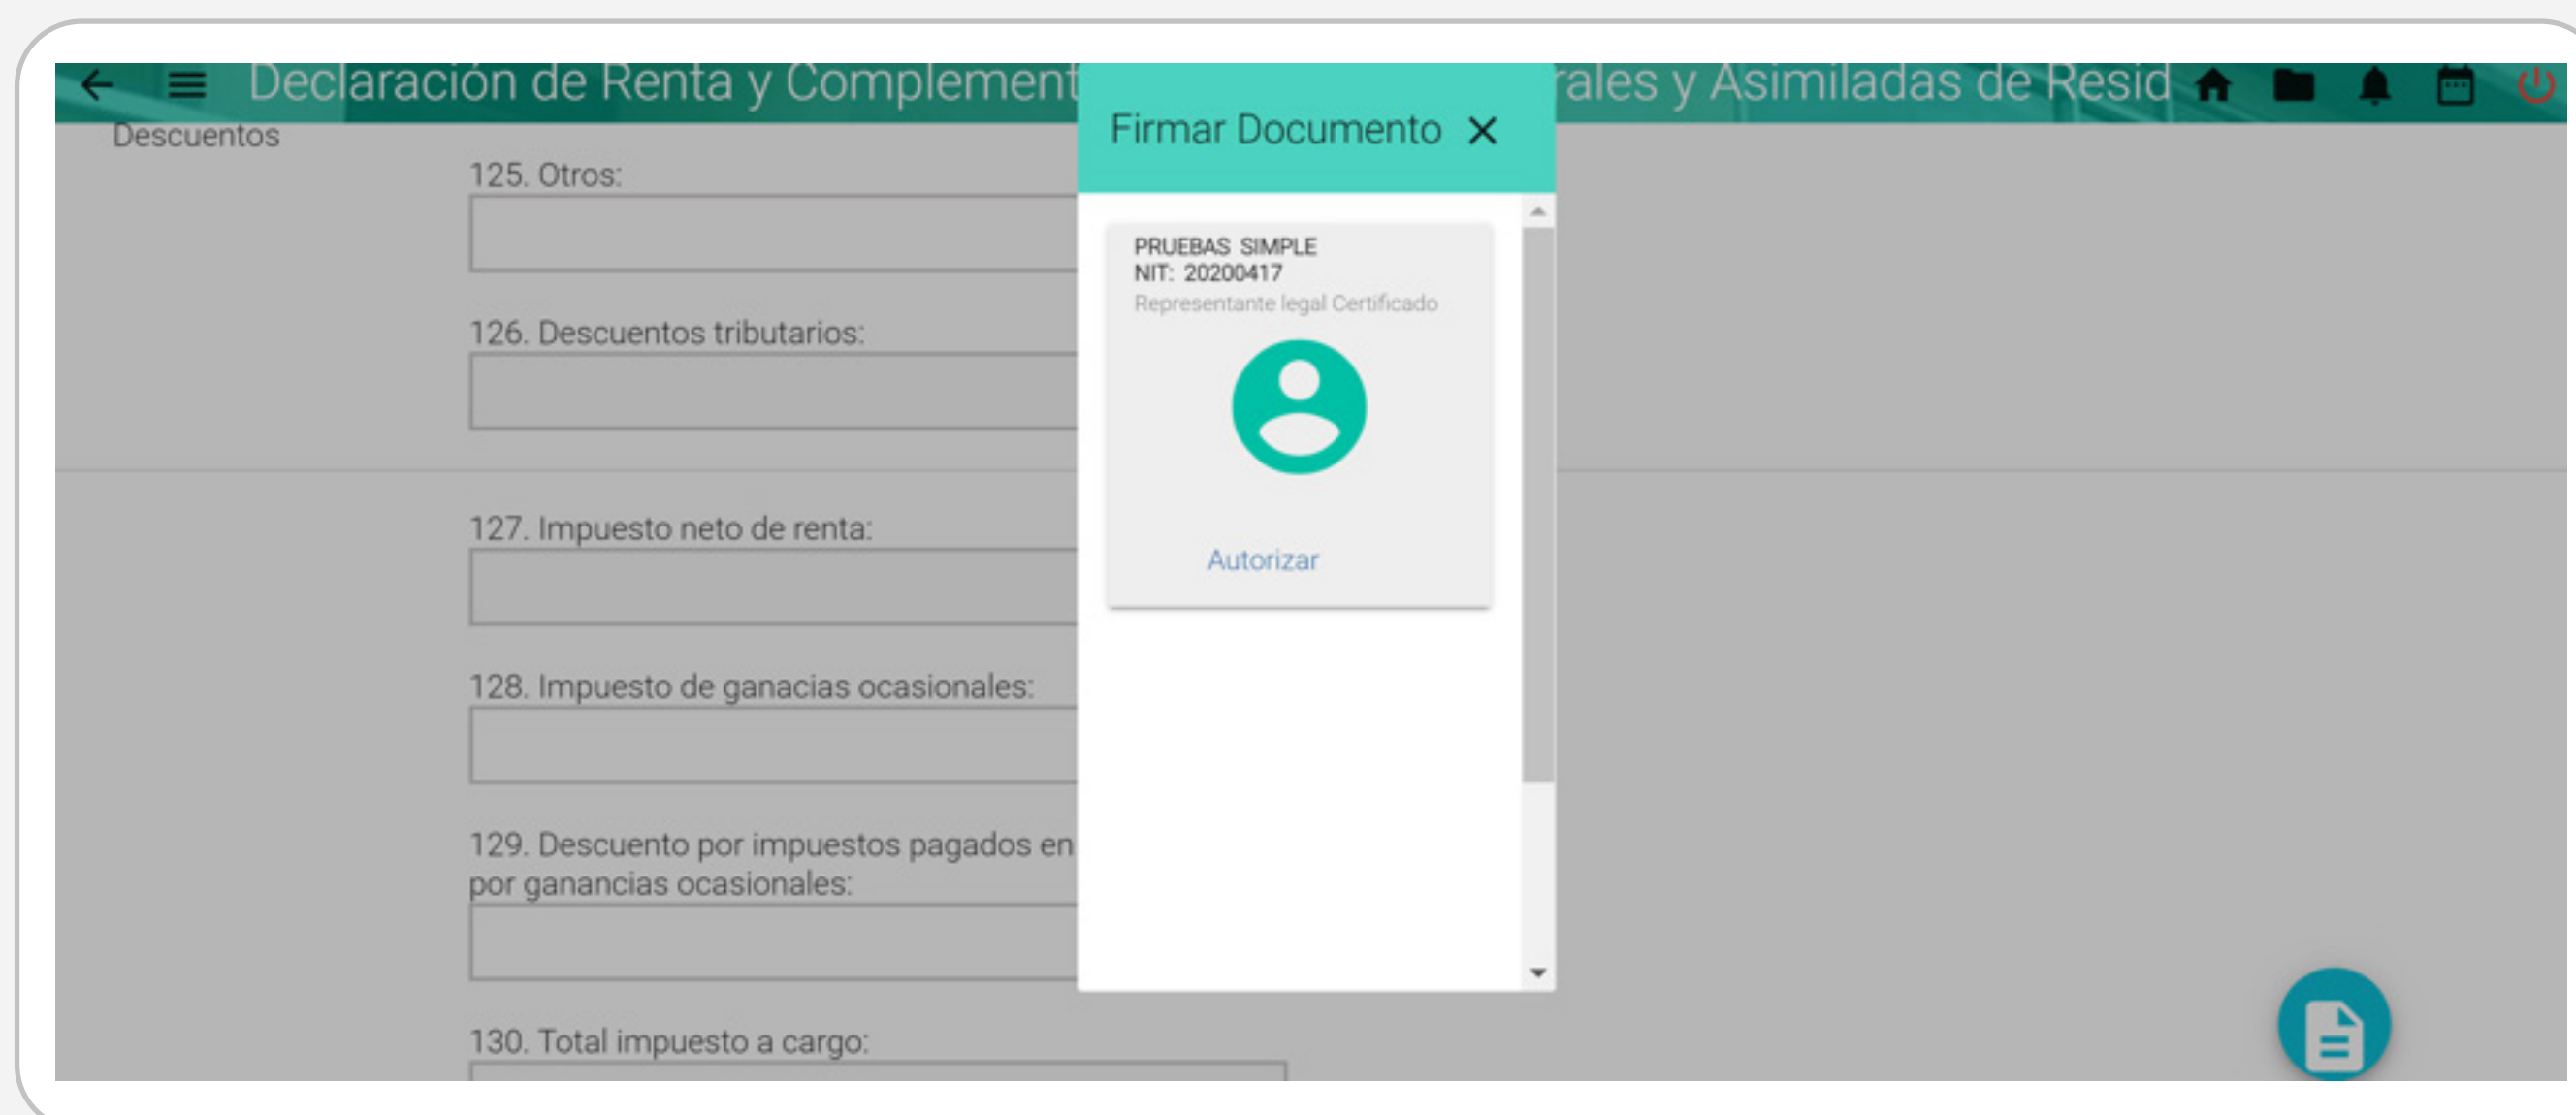 Declaración de Renta y Complement
rales y Asimiladas de Resid
Descuentos
125. Otros:
126. Descuentos tributarios:
127. Impuesto neto de renta:
128. Impuesto de ganacias ocasionales:
129. Descuento por impuestos pagados en
por ganancias ocasionales:
130. Total impuesto a cargo:
Firmar Documento
PRUEBAS SIMPLE
NIT: 20200417
Representante legal Certificado
Autorizar